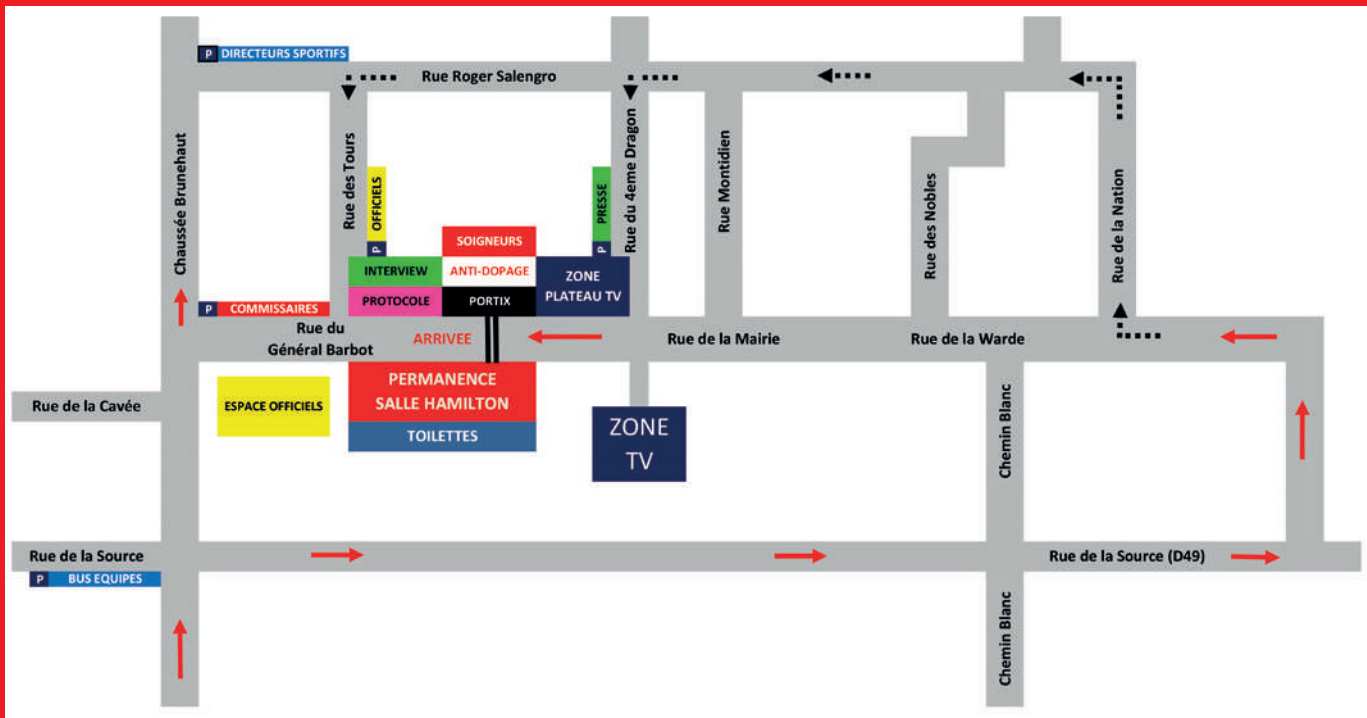 P DIRECTEURS SPORTIFS
Rue Roger Salengro
Chaussée Brunehaut
Rue des Tours
OFFICIELS
P
PRESSE
P
Rue du 4eme Dragon
Rue Montidien
Rue des Nobles
Rue de la Nation
SOIGNEURS
INTERVIEW
ANTI-DOPAGE
ZONE
PLATEAU TV
PROTOCOLE
PORTIX
P COMMISSAIRES
Rue du
Général Barbot
ARRIVEE
Rue de la Mairie
Rue de la Warde
PERMANENCE
SALLE HAMILTON
TOILETTES
ESPACE OFFICIELS
Rue de la Cavée
ZONE
TV
Chemin Blanc
Rue de la Source
Rue de la Source (D49)
P BUS EQUIPES
Chemin Blanc